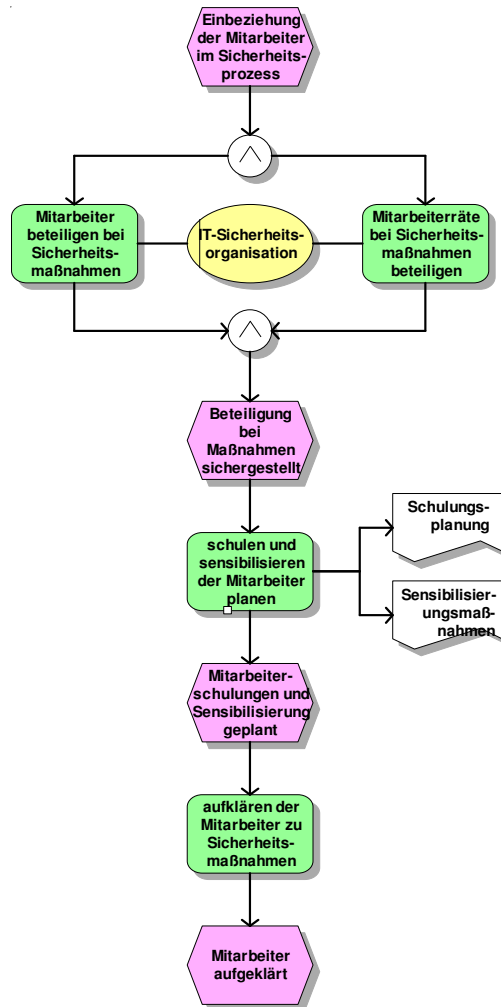 Einbeziehung
der Mitarbeiter
im Sicherheits-
prozess
Mitarbeiter
beteiligen bei
Sicherheits-
maßnahmen
IT-Sicherheits-
organisation
Mitarbeiterräte
bei Sicherheits-
maßnahmen
beteiligen
Beteiligung
bei
Maßnahmen
sichergestellt
schulen und
sensibilisieren
der Mitarbeiter
planen
Schulungs-
planung
Sensibilisier-
ungsmaß-
nahmen
Mitarbeiter-
schulungen und
Sensibilisierung
geplant
aufklären der
Mitarbeiter zu
Sicherheits-
maßnahmen
Mitarbeiter
aufgeklärt